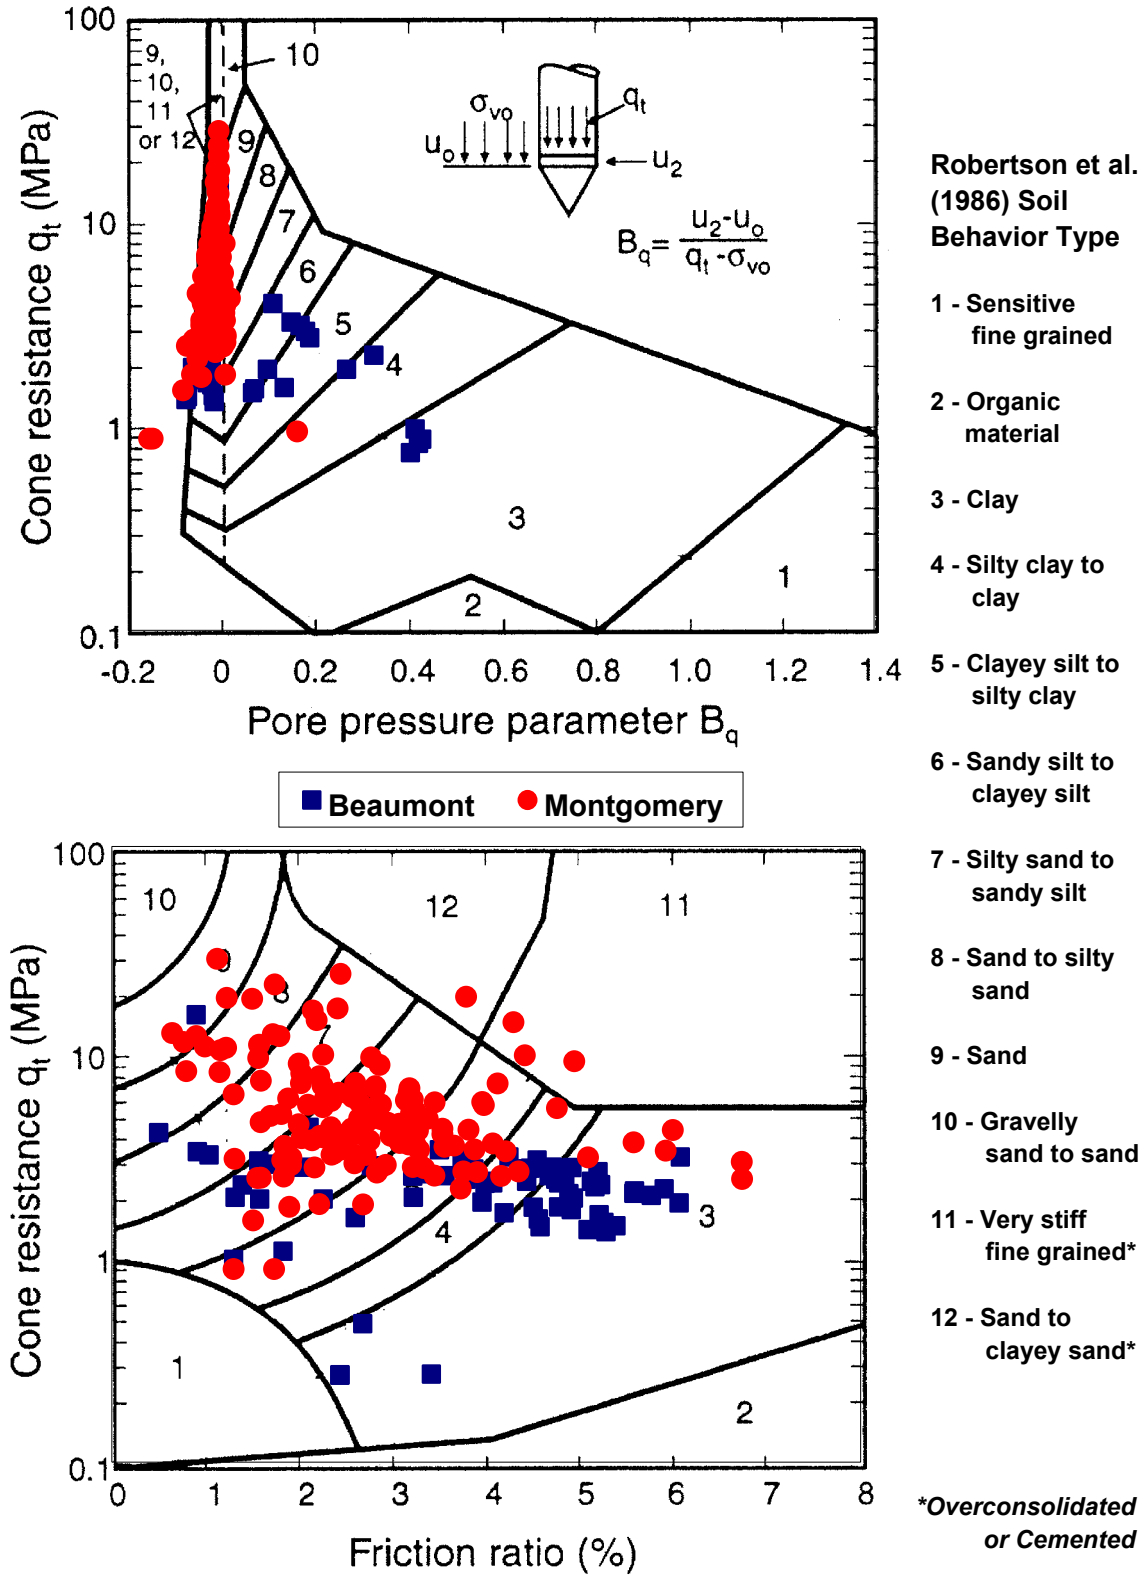 100
10
1
0.1
Cone resistance qt (MPa)
9,
10,
11
or 12
10
9
8
7
6
5
4
3
2
1
σvo
uo
qt
u2
Bq= u2-uo
qt -σvo
-0.2 0 0.2 0.4 0.6 0.8 1.0 1.2 1.4
Pore pressure parameter Bq
Beaumont Montgomery
100
10
1
0.1
Cone resistance qt (MPa)
10
12
11
9
8
7
4
3
1
2
0 1 2 3 4 5 6 7 8
Friction ratio (%)
Robertson et al.
(1986) Soil
Behavior Type
1 - Sensitive
fine grained
2 - Organic
material
3 - Clay
4 - Silty clay to
clay
5 - Clayey silt to
silty clay
6 - Sandy silt to
clayey silt
7 - Silty sand to
sandy silt
8 - Sand to silty
sand
9 - Sand
10 - Gravelly
sand to sand
11 - Very stiff
fine grained*
12 - Sand to
clayey sand*
*Overconsolidated
or Cemented